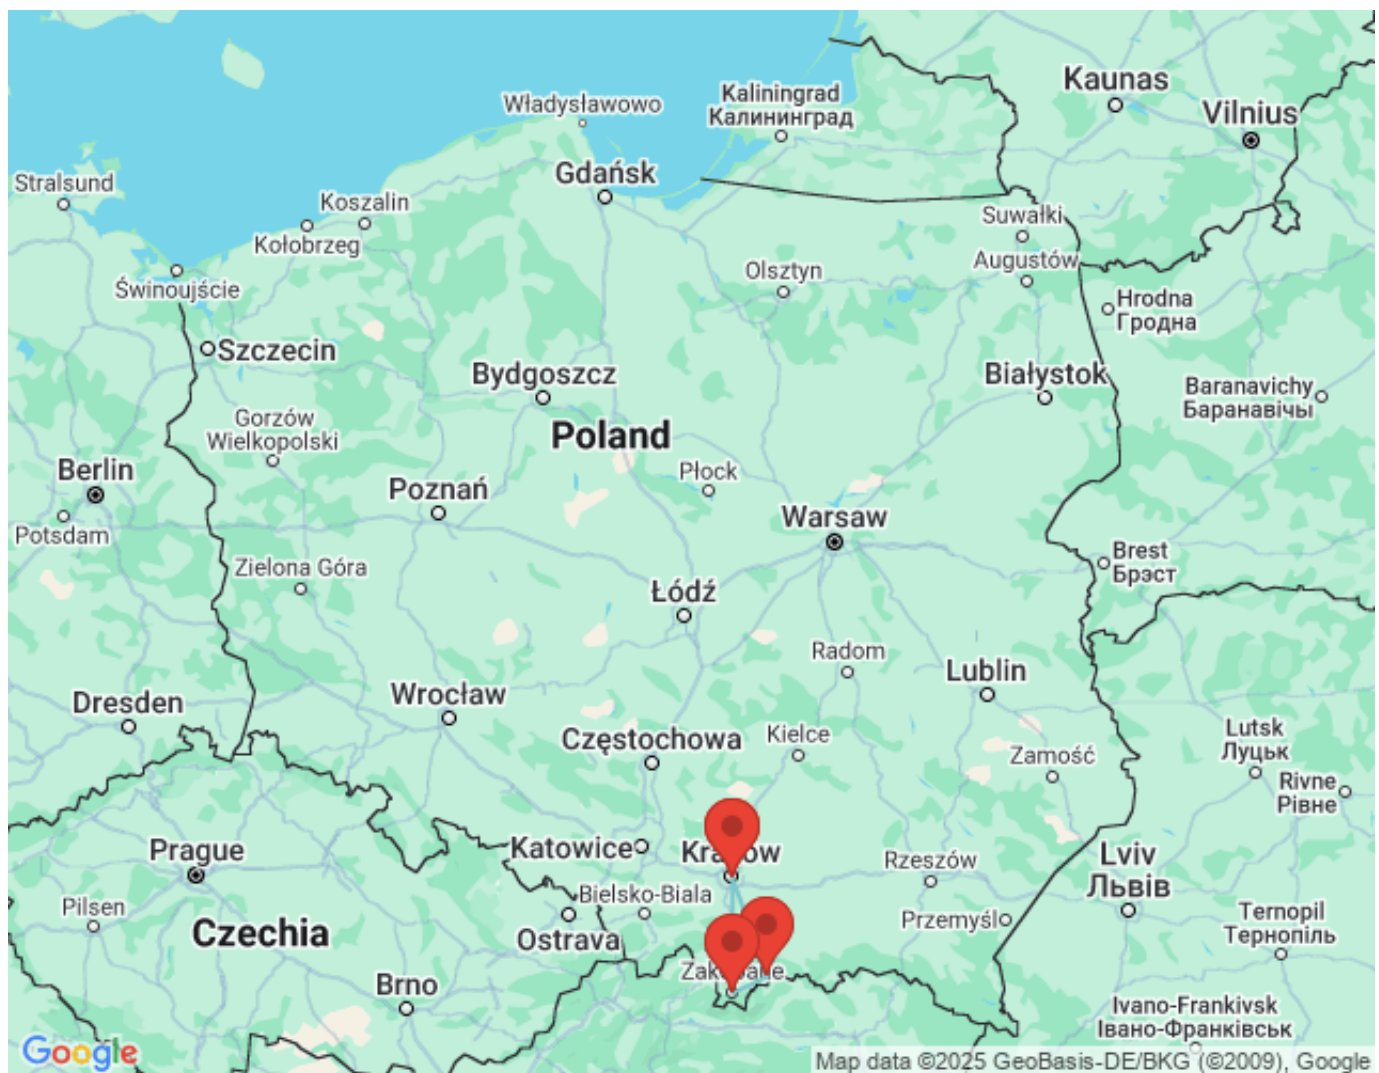 Kaunas
Vilnius
Kaliningrad
Калининград
Władysławowo
Gdańsk
Stralsund
Koszalin
Kołobrzeg
Suwałki
Augustów
Olsztyn
Świnoujście
Hrodna
Гродна
Szczecin
Bydgoszcz
Białystok
Baranavichy
Баранавічы
Gorzów
Wielkopolski
Poland
Berlin
Płock
Poznań
Warsaw
Potsdam
Brest
Брэст
Zielona Góra
Łódź
Radom
Lublin
Wrocław
Dresden
Częstochowa
Kielce
Zamość
Lutsk
Луцьк
Rivne
Рівне
Prague
Katowice
Rzeszów
Lviv
Львів
Pilsen
Bielsko-Biala
Przemyśl
Ternopil
Тернопіль
Czechia
Ostrava
Brno
Ivano-Frankivsk
Івано-Франківськ
Google
Map data ©2025 GeoBasis-DE/BKG (©2009), Google